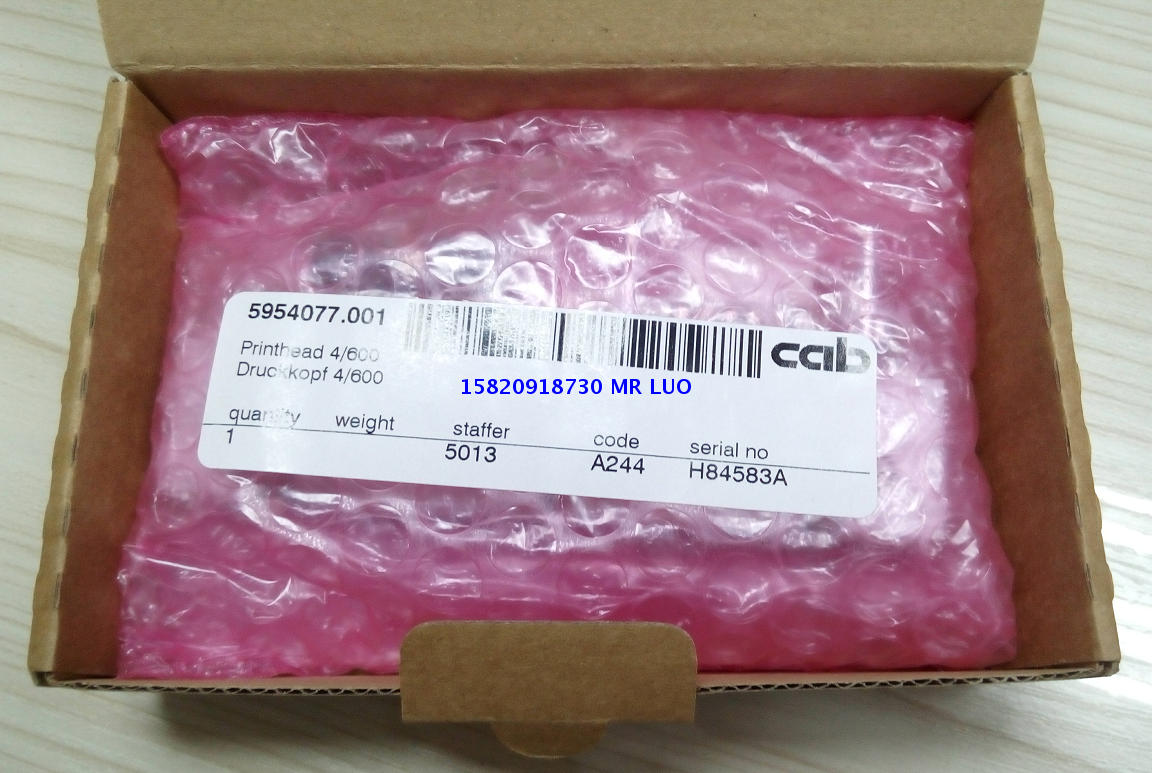 5954077.001
cab
Printhead 4/600
Druckkopf 4/600
15820918730 MR LUO
quantity weight staffer code serial no
1 5013 A244 H84583A